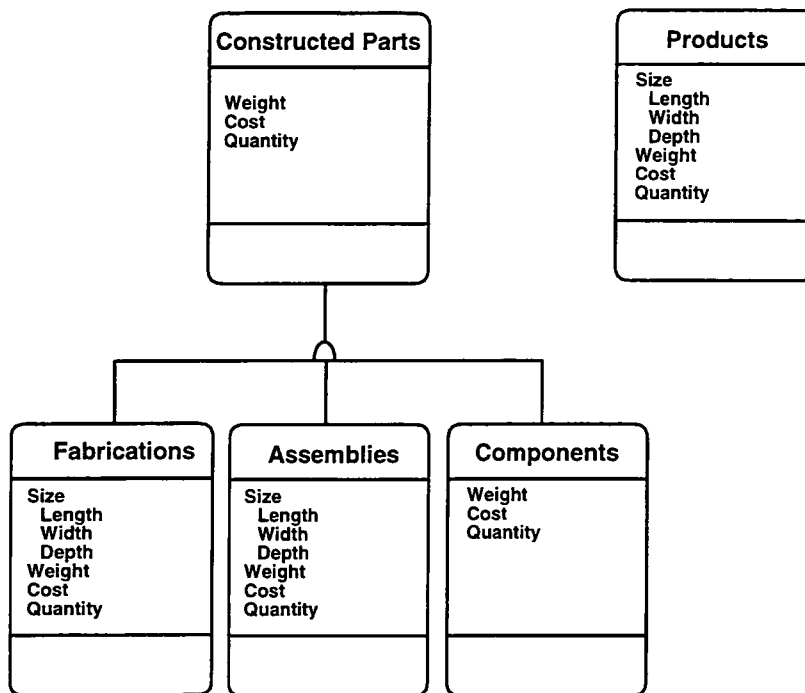 Constructed Parts
Weight
Cost
Quantity
Products
Size
Length
Width
Depth
Weight
Cost
Quantity
Fabrications
Size
Length
Width
Depth
Weight
Cost
Quantity
Assemblies
Size
Length
Width
Depth
Weight
Cost
Quantity
Components
Weight
Cost
Quantity